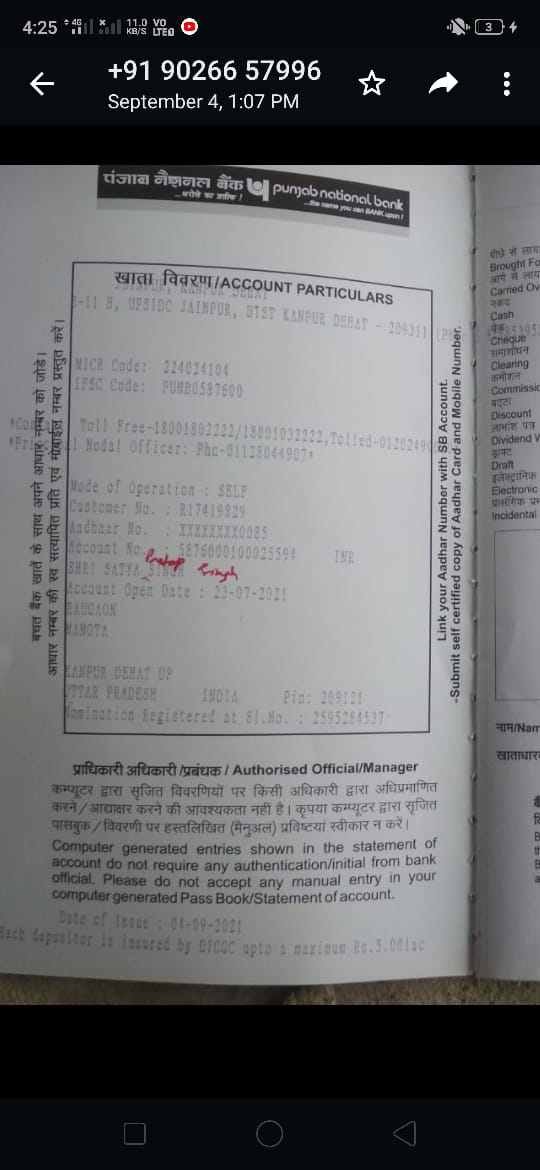 4:25 4G 11.0 KB/S VO LTE 3
+91 90266 57996
September 4, 1:07 PM
पंजाब नैशनल बैंक punjab national bank
...भरोसे का प्रतीक ! ...the name you can BANK upon !
खाता विवरण/ACCOUNT PARTICULARS
JAINPUR, KANPUR DEHAT
-11 H, UPSIDC JAINPUR, DIST KANPUR DEHAT - 209311
MICR Code: 224024104
IFSC Code: PUNB0587600
Toll Free-18001802222/18001032222, Tolled-0120249
l Nodal Officer: Phn-01128044907*
Mode of Operation : SELF
Customer No. : R17419829
Aadhaar No. : XXXXXXXX0085
Account No. : 5876000100025594 INR
SHRI SATYA SINGH Pratap Singh
Account Open Date : 23-07-2021
RAUGAON
MANGTA
KANPUR DEHAT UP
UTTAR PRADESH INDIA Pin: 209121
Nomination Registered at Sl.No. : 2595284537
बचत बैंक खाते के साथ अपने आधार नम्बर को जोडे।
आधार नम्बर की स्व सत्यापित प्रति एवं मोबाईल नम्बर प्रस्तुत करें।
Link your Aadhar Number with SB Account.
-Submit self certified copy of Aadhar Card and Mobile Number.
प्राधिकारी अधिकारी/प्रबंधक / Authorised Official/Manager
कम्प्यूटर द्वारा सृजित विवरणियों पर किसी अधिकारी द्वारा अधिप्रमाणित
करने/आद्याक्षर करने की आवश्यकता नहीं है। कृपया कम्प्यूटर द्वारा सृजित
पासबुक/विवरणी पर हस्तलिखित (मैनुअल) प्रविष्टयां स्वीकार न करें।
Computer generated entries shown in the statement of
account do not require any authentication/initial from bank
official. Please do not accept any manual entry in your
computer generated Pass Book/Statement of account.
Date of Issue : 04-09-2021
Each depositor is insured by DICGC upto a maximum Rs.5.00lac
पीछे से लाय
Brought Fo
आगे से लाय
Carried Ov
नकद
Cash
चेक
Cheque
समाशोधन
Clearing
कमीशन
Commissio
बट्टा
Discount
लाभांश पत्र
Dividend W
ड्राफ्ट
Draft
इलेक्ट्रानिक
Electronic
प्रासंगिक प्र
Incidental
नाम/Nam
खाताधार